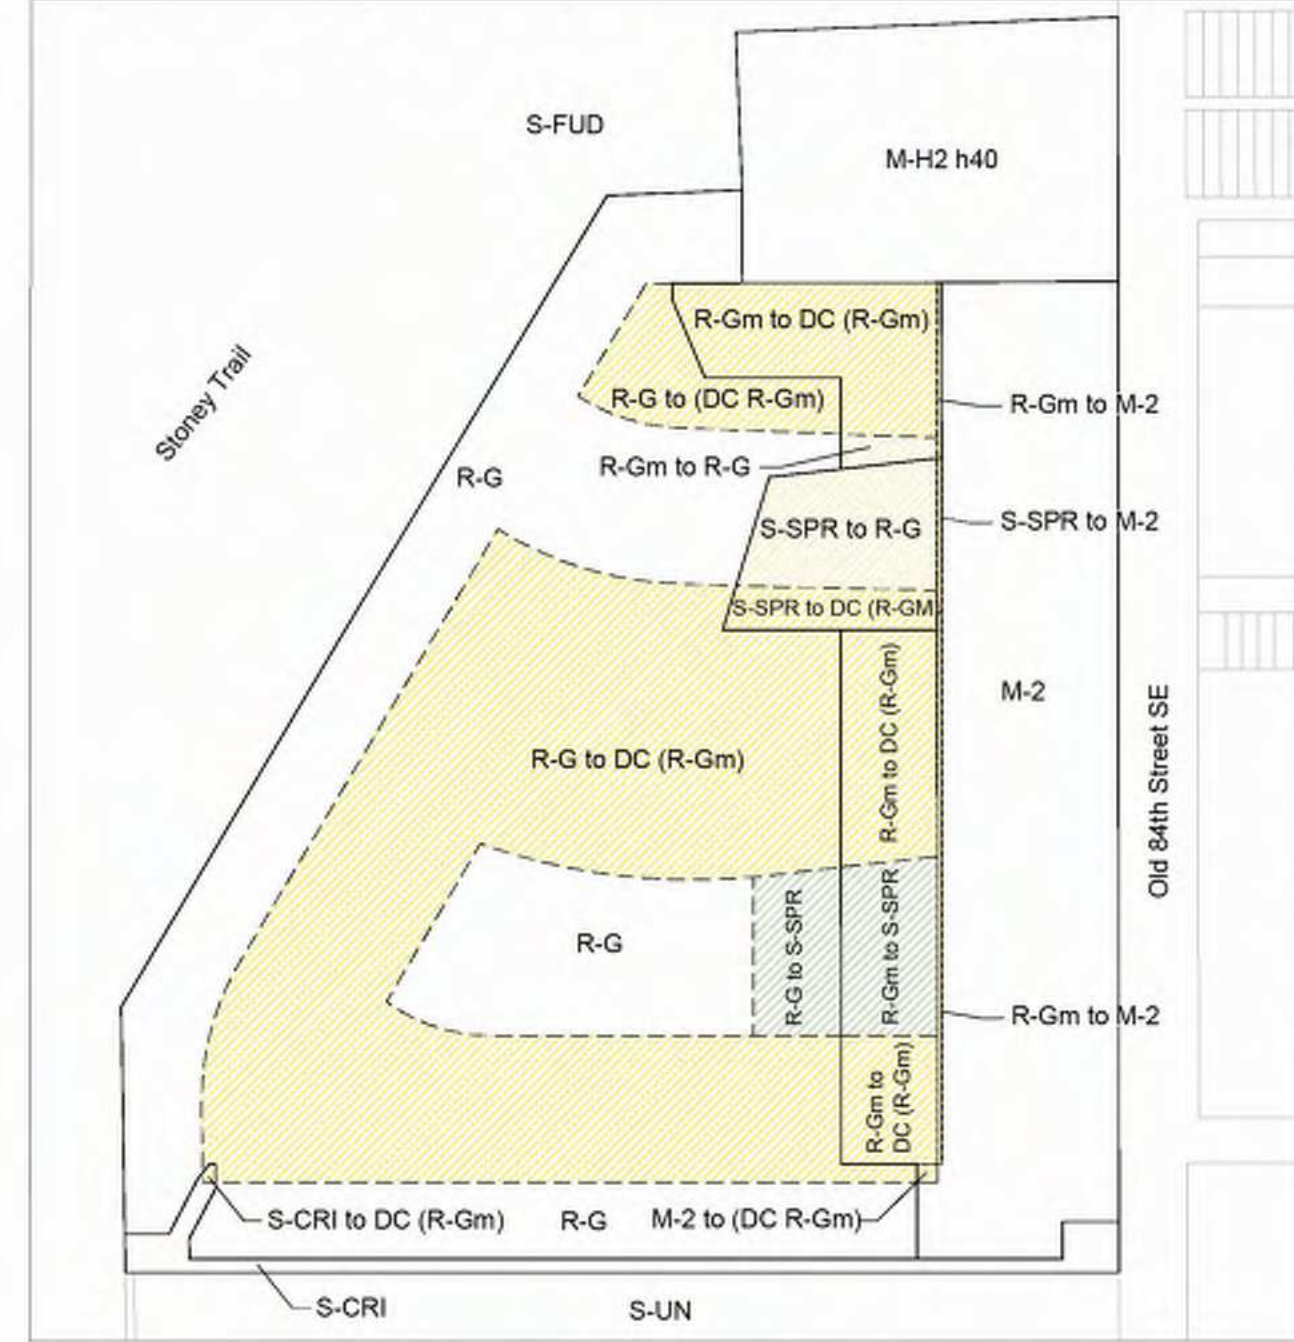 S-FUD
M-H2 h40
Stoney Trail
R-Gm to DC (R-Gm)
R-G to (DC R-Gm)
R-Gm to M-2
R-Gm to R-G
R-G
S-SPR to R-G
S-SPR to M-2
S-SPR to DC (R-GM
R-Gm to DC (R-Gm)
M-2
Old 84th Street SE
R-G to DC (R-Gm)
R-G
R-G to S-SPR
R-Gm to S-SPR
R-Gm to M-2
R-Gm to
DC (R-Gm)
S-CRI to DC (R-Gm)
R-G
M-2 to (DC R-Gm)
S-CRI
S-UN